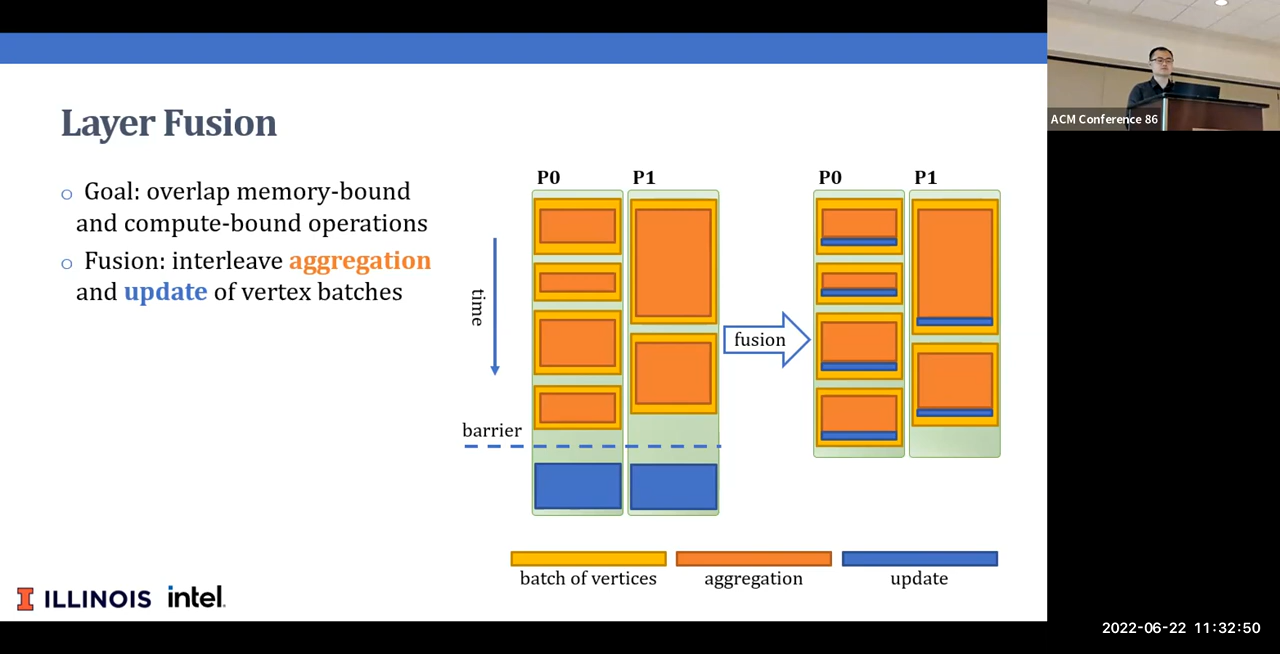 Layer Fusion
Goal: overlap memory-bound
and compute-bound operations
Fusion: interleave aggregation
and update of vertex batches
P0
P1
time
barrier
fusion
P0
P1
batch of vertices
aggregation
update
ILLINOIS intel.
ACM Conference 86
2022-06-22 11:32:50